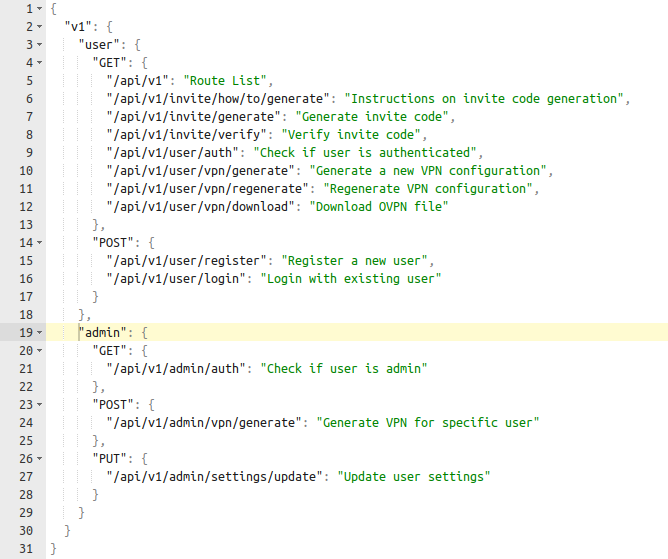 1 {
2 "v1": {
3 "user": {
4 "GET": {
5 "/api/v1": "Route List",
6 "/api/v1/invite/how/to/generate": "Instructions on invite code generation",
7 "/api/v1/invite/generate": "Generate invite code",
8 "/api/v1/invite/verify": "Verify invite code",
9 "/api/v1/user/auth": "Check if user is authenticated",
10 "/api/v1/user/vpn/generate": "Generate a new VPN configuration",
11 "/api/v1/user/vpn/regenerate": "Regenerate VPN configuration",
12 "/api/v1/user/vpn/download": "Download OVPN file"
13 },
14 "POST": {
15 "/api/v1/user/register": "Register a new user",
16 "/api/v1/user/login": "Login with existing user"
17 }
18 },
19 "admin": {
20 "GET": {
21 "/api/v1/admin/auth": "Check if user is admin"
22 },
23 "POST": {
24 "/api/v1/admin/vpn/generate": "Generate VPN for specific user"
25 },
26 "PUT": {
27 "/api/v1/admin/settings/update": "Update user settings"
28 }
29 }
30 }
31 }